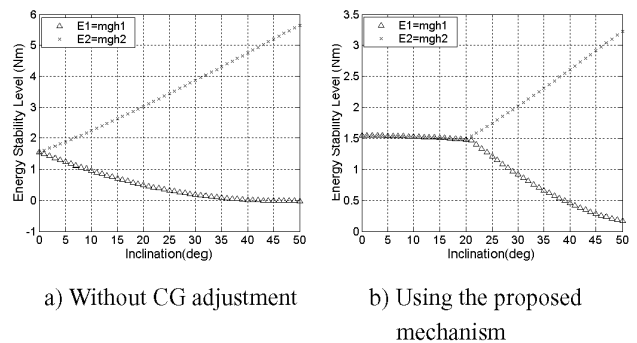 6
5
4
3
2
1
0
-1
Energy Stability Level (Nm)
E1=mgh1
E2=mgh2
0 5 10 15 20 25 30 35 40 45 50
Inclination(deg)
a) Without CG adjustment
3.5
3
2.5
2
1.5
1
0.5
0
Energy Stability Level (Nm)
E1=mgh1
E2=mgh2
0 5 10 15 20 25 30 35 40 45 50
Inclination(deg)
b) Using the proposed
mechanism